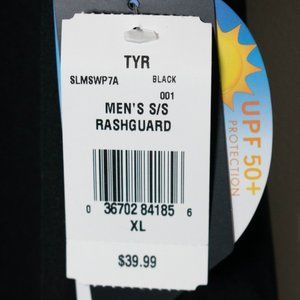 TYR
SLMSWP7A BLACK
001
MEN'S S/S
RASHGUARD
0 36702 84185 6
XL
$39.99
UPF 50+
PROTECTION